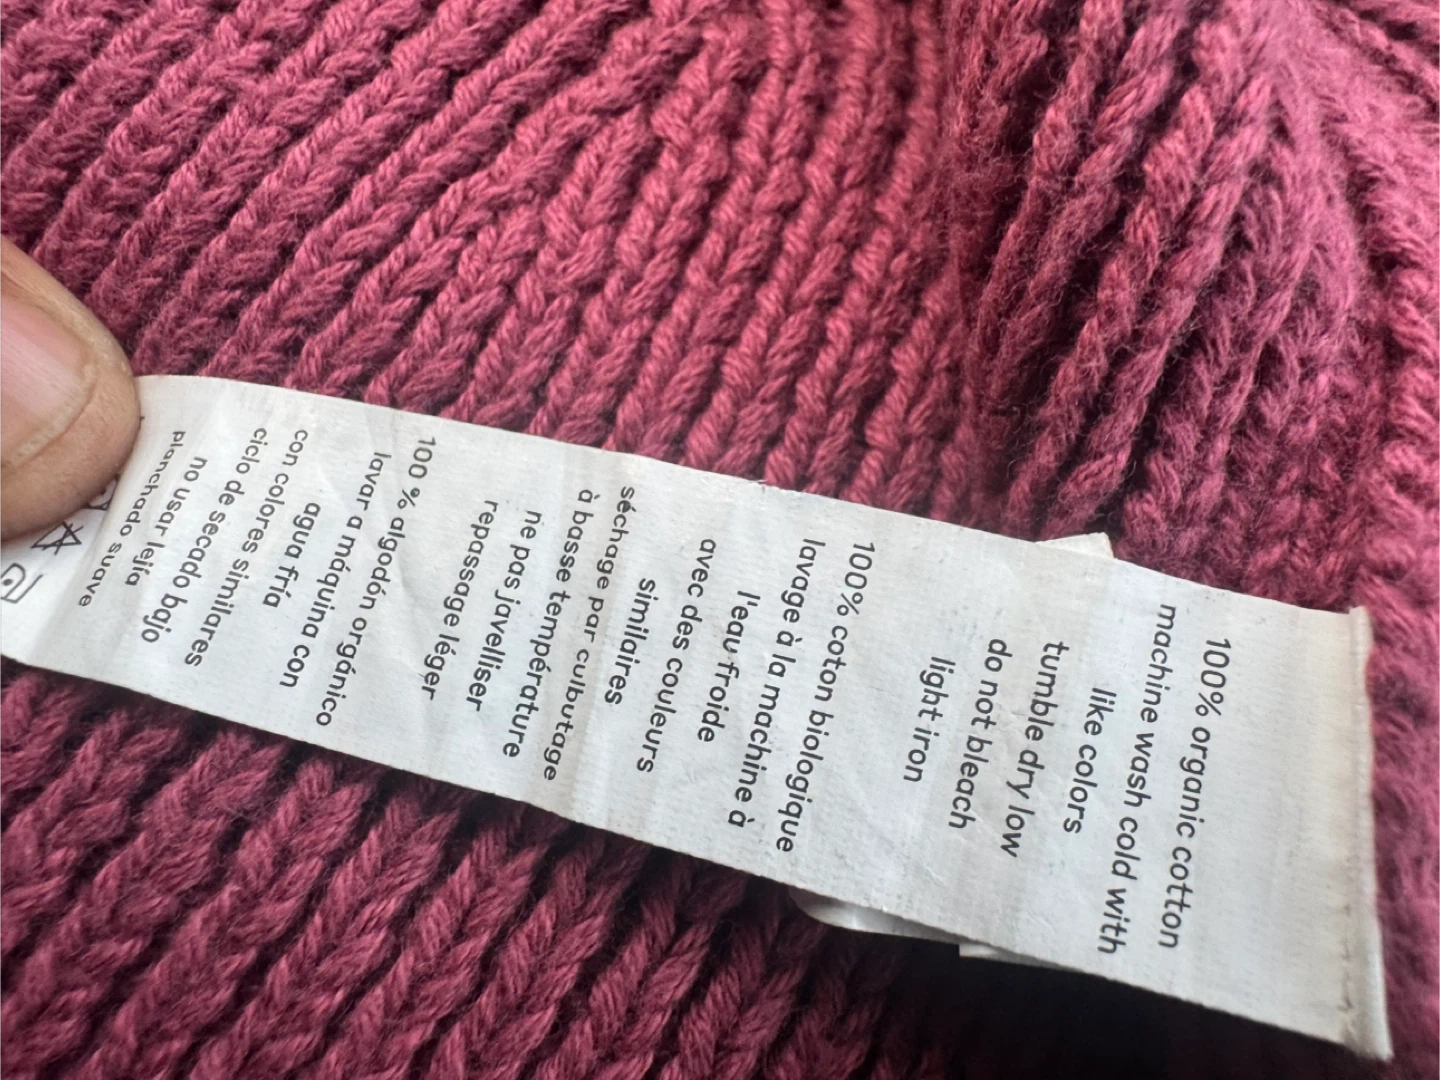 100% organic cotton
machine wash cold with
like colors
tumble dry low
do not bleach
light iron
100% coton biologique
lavage à la machine à
l'eau froide
avec des couleurs
similaires
séchage par culbutage
à basse température
ne pas javelliser
repassage léger
100 % algodón orgánico
lavar a máquina con
agua fría
con colores similares
ciclo de secado bajo
no usar lejía
planchado suave